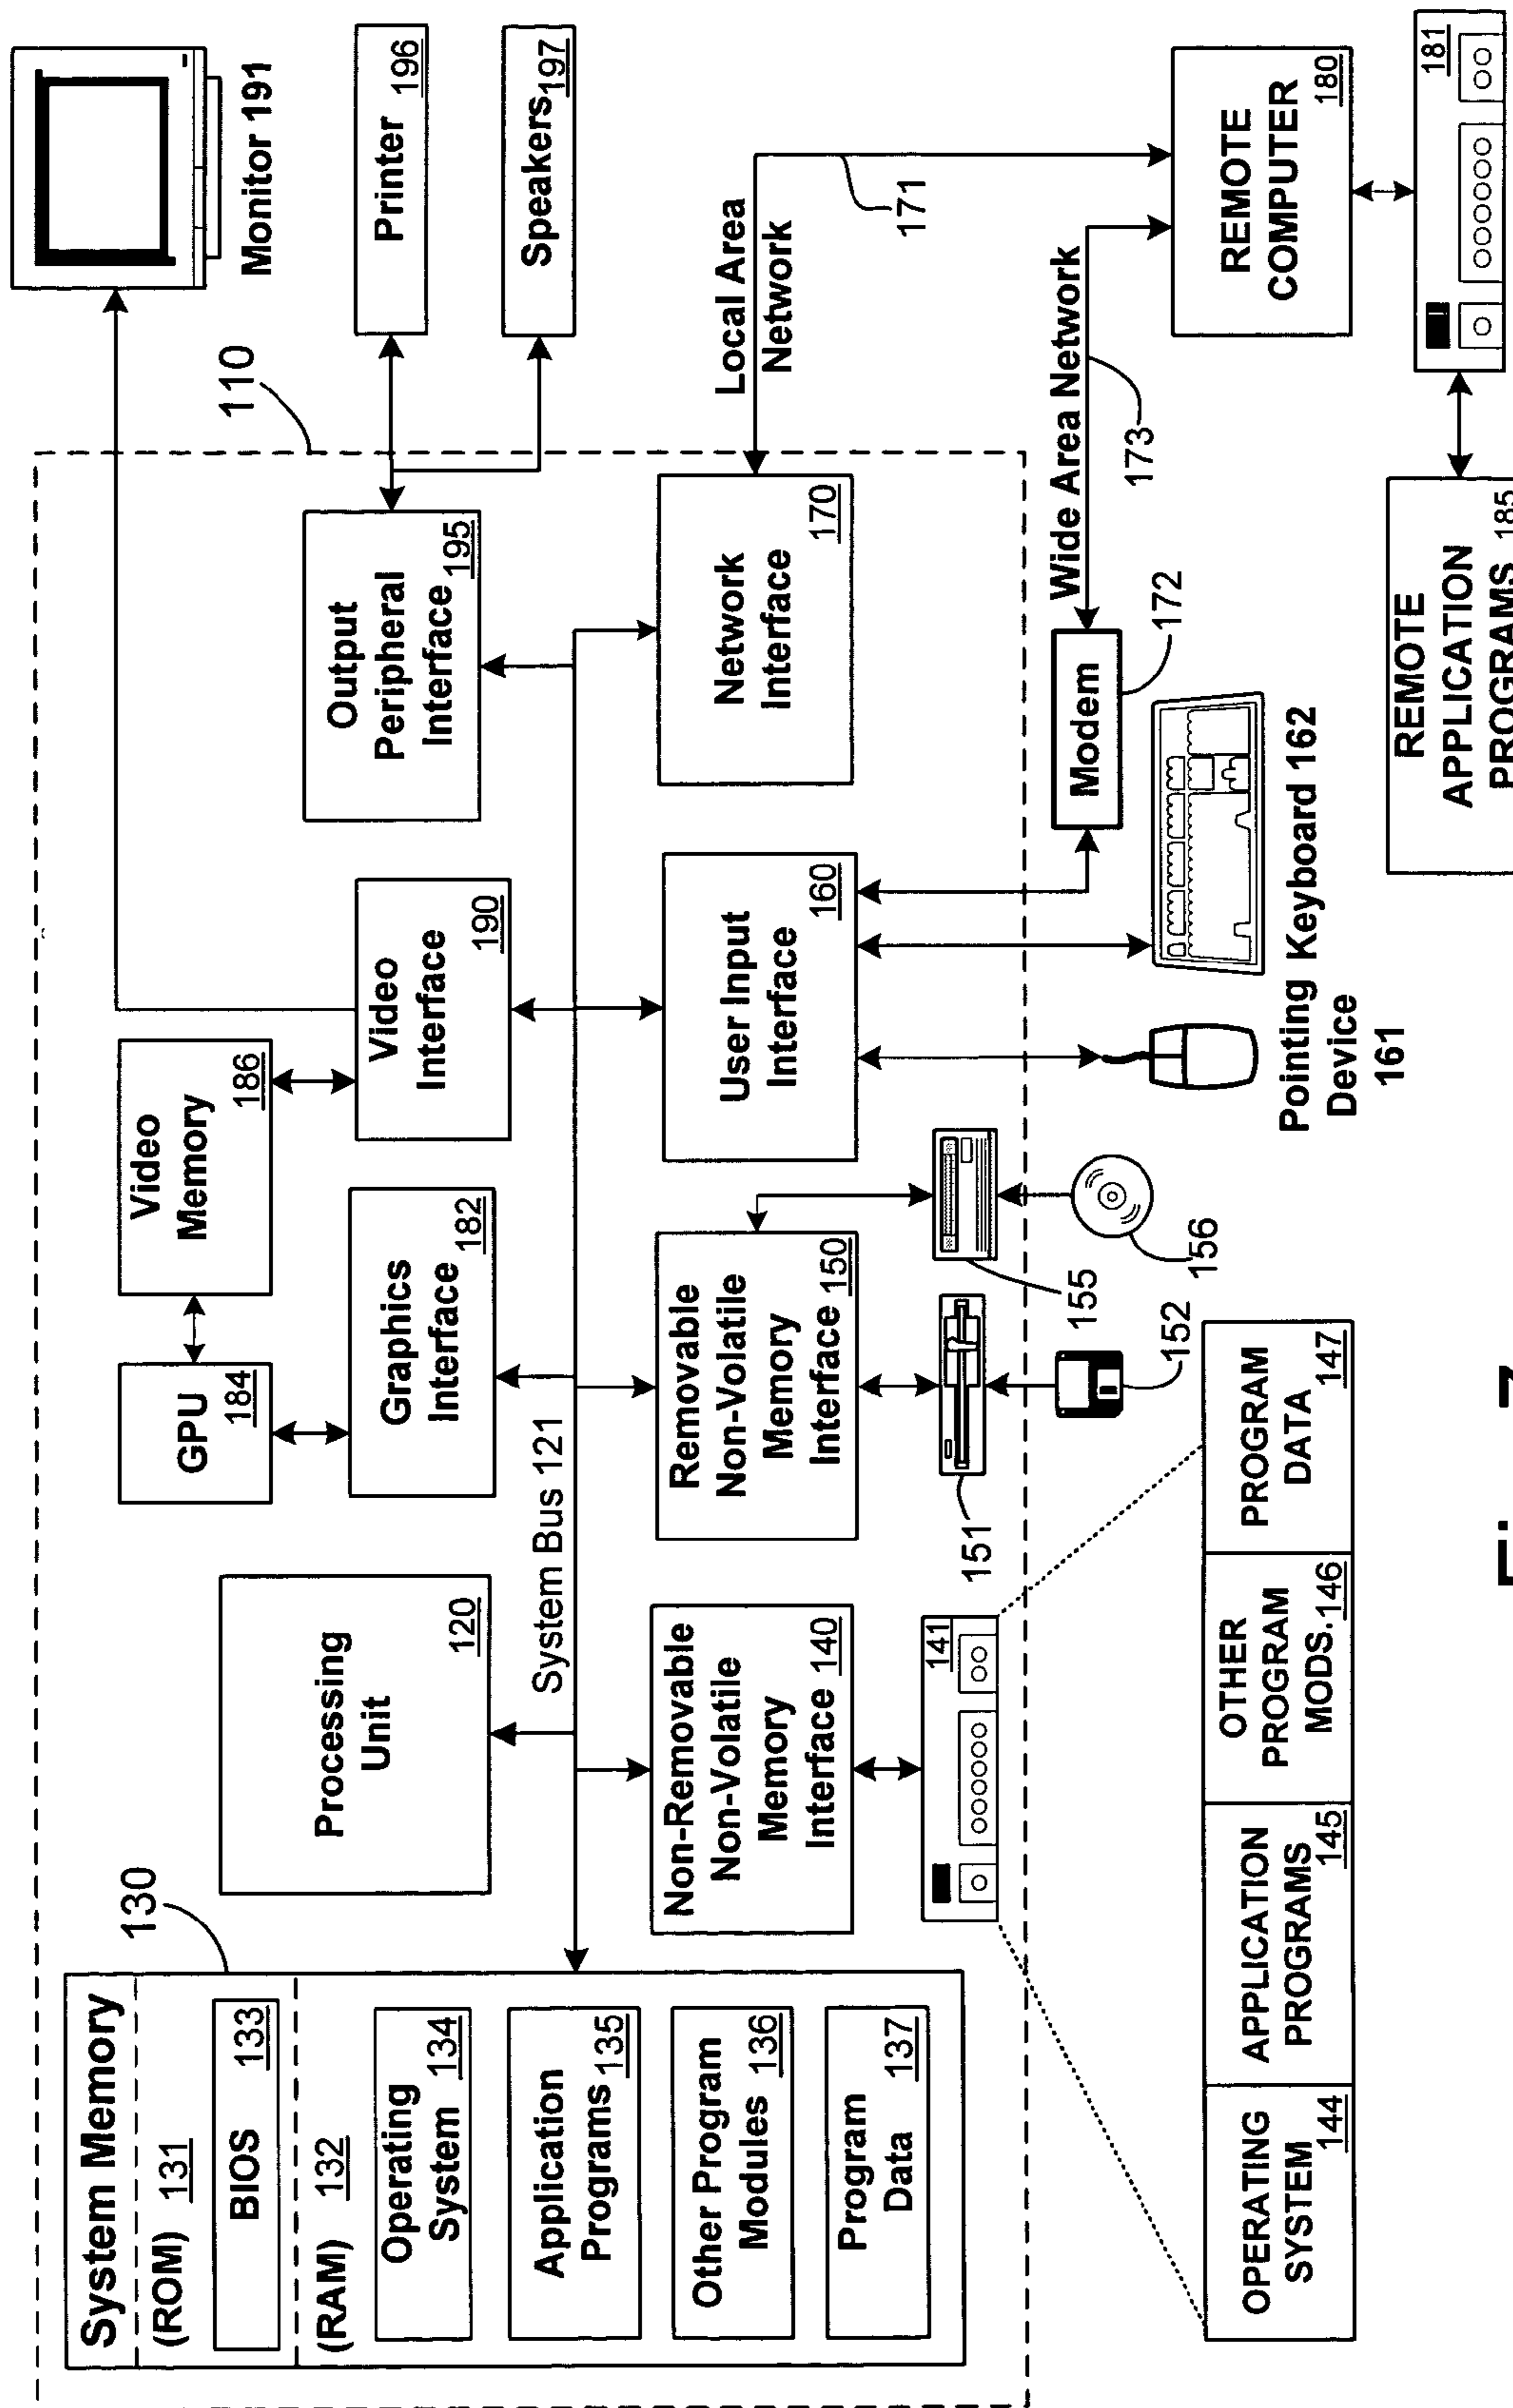 System Memory
(ROM) 131
BIOS 133
(RAM) 132
Operating
System 134
Application
Programs 135
Other Program
Modules 136
Program
Data 137
130
Processing
Unit
120
System Bus 121
GPU
184
Video
Memory
186
Graphics
Interface
182
Video
Interface
190
Output
Peripheral
Interface 195
110
Monitor 191
Printer
196
Speakers 197
Non-Removable
Non-Volatile
Memory
Interface 140
Removable
Non-Volatile
Memory
Interface 150
User Input
Interface
160
Network
Interface
170
Local Area
Network
171
141
151
152
155
156
Modem
172
Wide Area Network
173
Pointing
Device
161
Keyboard 162
REMOTE
COMPUTER
180
181
REMOTE
APPLICATION
PROGRAMS 185
OPERATING
SYSTEM 144
APPLICATION
PROGRAMS 145
OTHER
PROGRAM
MODS. 146
PROGRAM
DATA 147